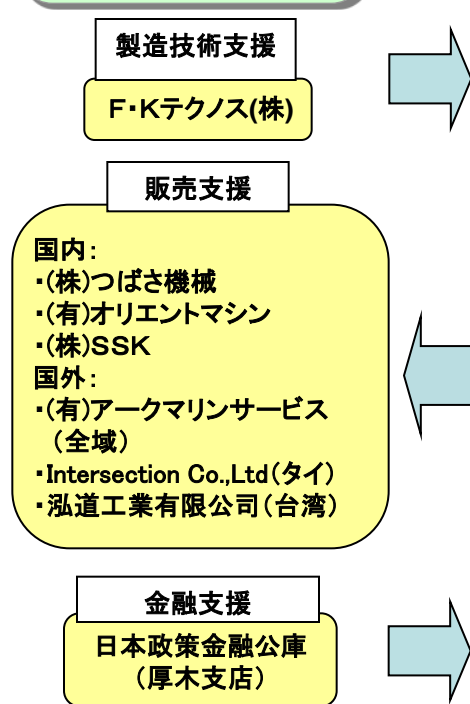 製造技術支援
F・Kテクノス(株)
販売支援
国内：
・(株)つばさ機械
・(有)オリエントマシン
・(株)ＳＳＫ
国外：
・(有)アークマリンサービス
（全域）
・Intersection Co.,Ltd（タイ）
・泓道工業有限公司（台湾）
金融支援
日本政策金融公庫
（厚木支店）